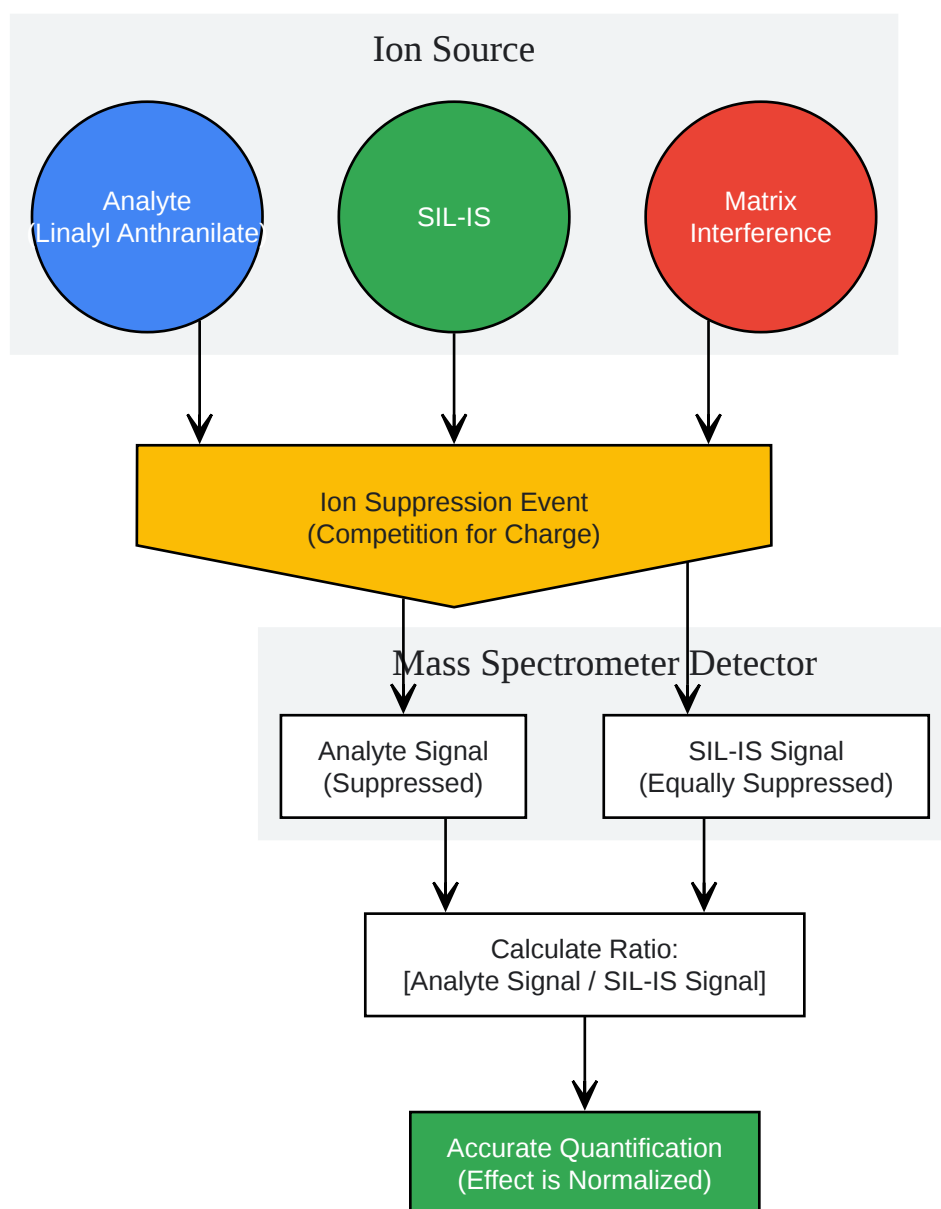 Ion Source
Analyte
(Linalyl Anthranilate)
SIL-IS
Matrix
Interference
Ion Suppression Event
(Competition for Charge)
Mass Spectrometer Detector
Analyte Signal
(Suppressed)
SIL-IS Signal
(Equally Suppressed)
Calculate Ratio:
[Analyte Signal / SIL-IS Signal]
Accurate Quantification
(Effect is Normalized)